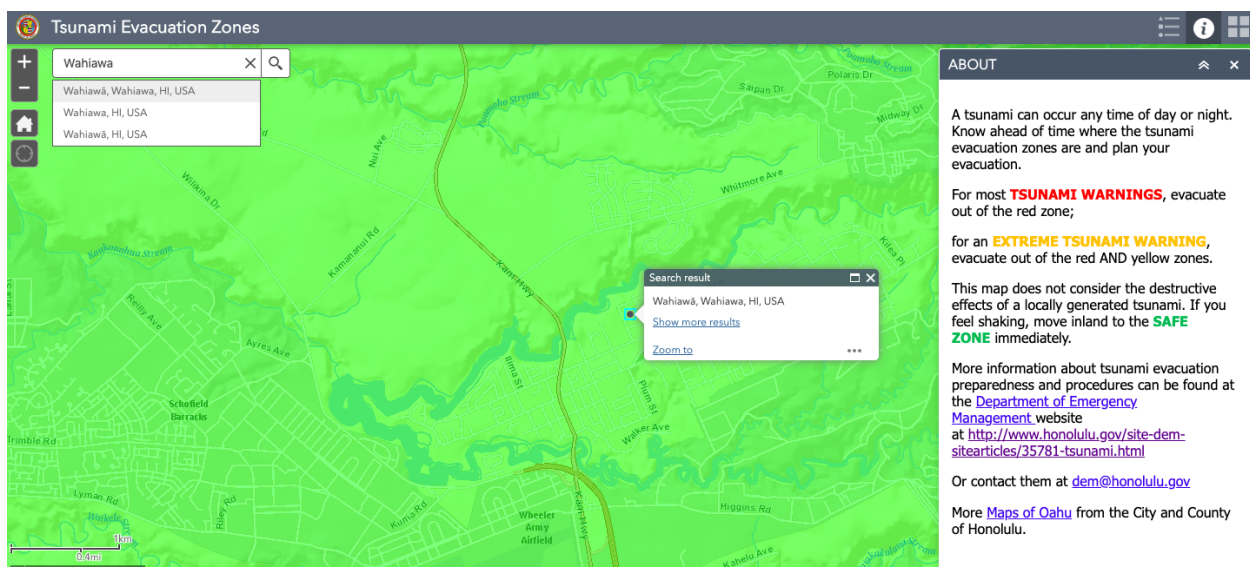 Tsunami Evacuation Zones
Wahiawa
Wahiawā, Wahiawa, HI, USA
Wahiawa, HI, USA
Wahiawā, HI, USA
Poamoho Stream
Polaris Dr
Saipan Dr
Midway Dr
Nui Ave
Wilikina Dr
Whitmore Ave
Kaukonahua Stream
Kamananui Rd
Kilea Pl
Kam Hwy
Reilly Ave
Ayres Ave
Ilima St
Plum St
Schofield
Barracks
Walker Ave
Trimble Rd
Lyman Rd
Riley Rd
Kuma Rd
Wheeler
Army
Airfield
Kam Hwy
Higgins Rd
Kahelu Ave
1km
0.4mi
Search result
Wahiawā, Wahiawa, HI, USA
Show more results
Zoom to
ABOUT
A tsunami can occur any time of day or night.
Know ahead of time where the tsunami
evacuation zones are and plan your
evacuation.
For most TSUNAMI WARNINGS, evacuate
out of the red zone;
for an EXTREME TSUNAMI WARNING,
evacuate out of the red AND yellow zones.
This map does not consider the destructive
effects of a locally generated tsunami. If you
feel shaking, move inland to the SAFE
ZONE immediately.
More information about tsunami evacuation
preparedness and procedures can be found at
the Department of Emergency
Management website
at http://www.honolulu.gov/site-dem-
sitearticles/35781-tsunami.html
Or contact them at dem@honolulu.gov
More Maps of Oahu from the City and County
of Honolulu.